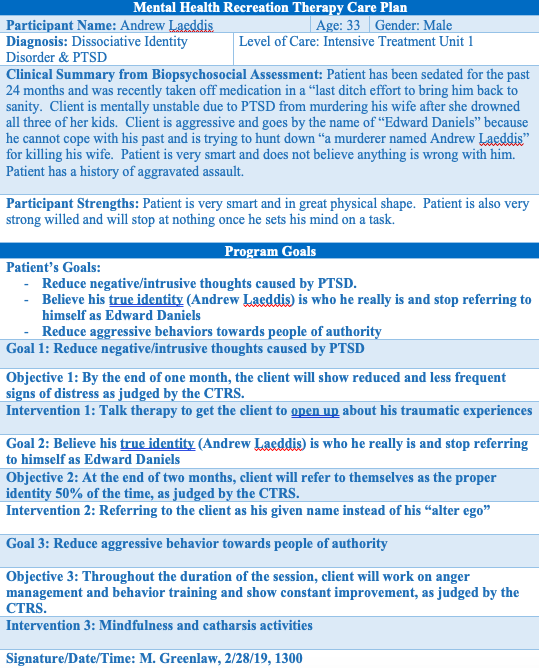 Mental Health Recreation Therapy Care Plan
Participant Name: Andrew Laeddis Age: 33 Gender: Male
Diagnosis: Dissociative Identity Disorder & PTSD Level of Care: Intensive Treatment Unit 1
Clinical Summary from Biopsychosocial Assessment: Patient has been sedated for the past
24 months and was recently taken off medication in a “last ditch effort to bring him back to
sanity. Client is mentally unstable due to PTSD from murdering his wife after she drowned
all three of her kids. Client is aggressive and goes by the name of “Edward Daniels” because
he cannot cope with his past and is trying to hunt down “a murderer named Andrew Laeddis”
for killing his wife. Patient is very smart and does not believe anything is wrong with him.
Patient has a history of aggravated assault.
Participant Strengths: Patient is very smart and in great physical shape. Patient is also very
strong willed and will stop at nothing once he sets his mind on a task.
Program Goals
Patient’s Goals:
- Reduce negative/intrusive thoughts caused by PTSD.
- Believe his true identity (Andrew Laeddis) is who he really is and stop referring to
himself as Edward Daniels
- Reduce aggressive behaviors towards people of authority
Goal 1: Reduce negative/intrusive thoughts caused by PTSD
Objective 1: By the end of one month, the client will show reduced and less frequent
signs of distress as judged by the CTRS.
Intervention 1: Talk therapy to get the client to open up about his traumatic experiences
Goal 2: Believe his true identity (Andrew Laeddis) is who he really is and stop referring
to himself as Edward Daniels
Objective 2: At the end of two months, client will refer to themselves as the proper
identity 50% of the time, as judged by the CTRS.
Intervention 2: Referring to the client as his given name instead of his “alter ego”
Goal 3: Reduce aggressive behavior towards people of authority
Objective 3: Throughout the duration of the session, client will work on anger
management and behavior training and show constant improvement, as judged by the
CTRS.
Intervention 3: Mindfulness and catharsis activities
Signature/Date/Time: M. Greenlaw, 2/28/19, 1300